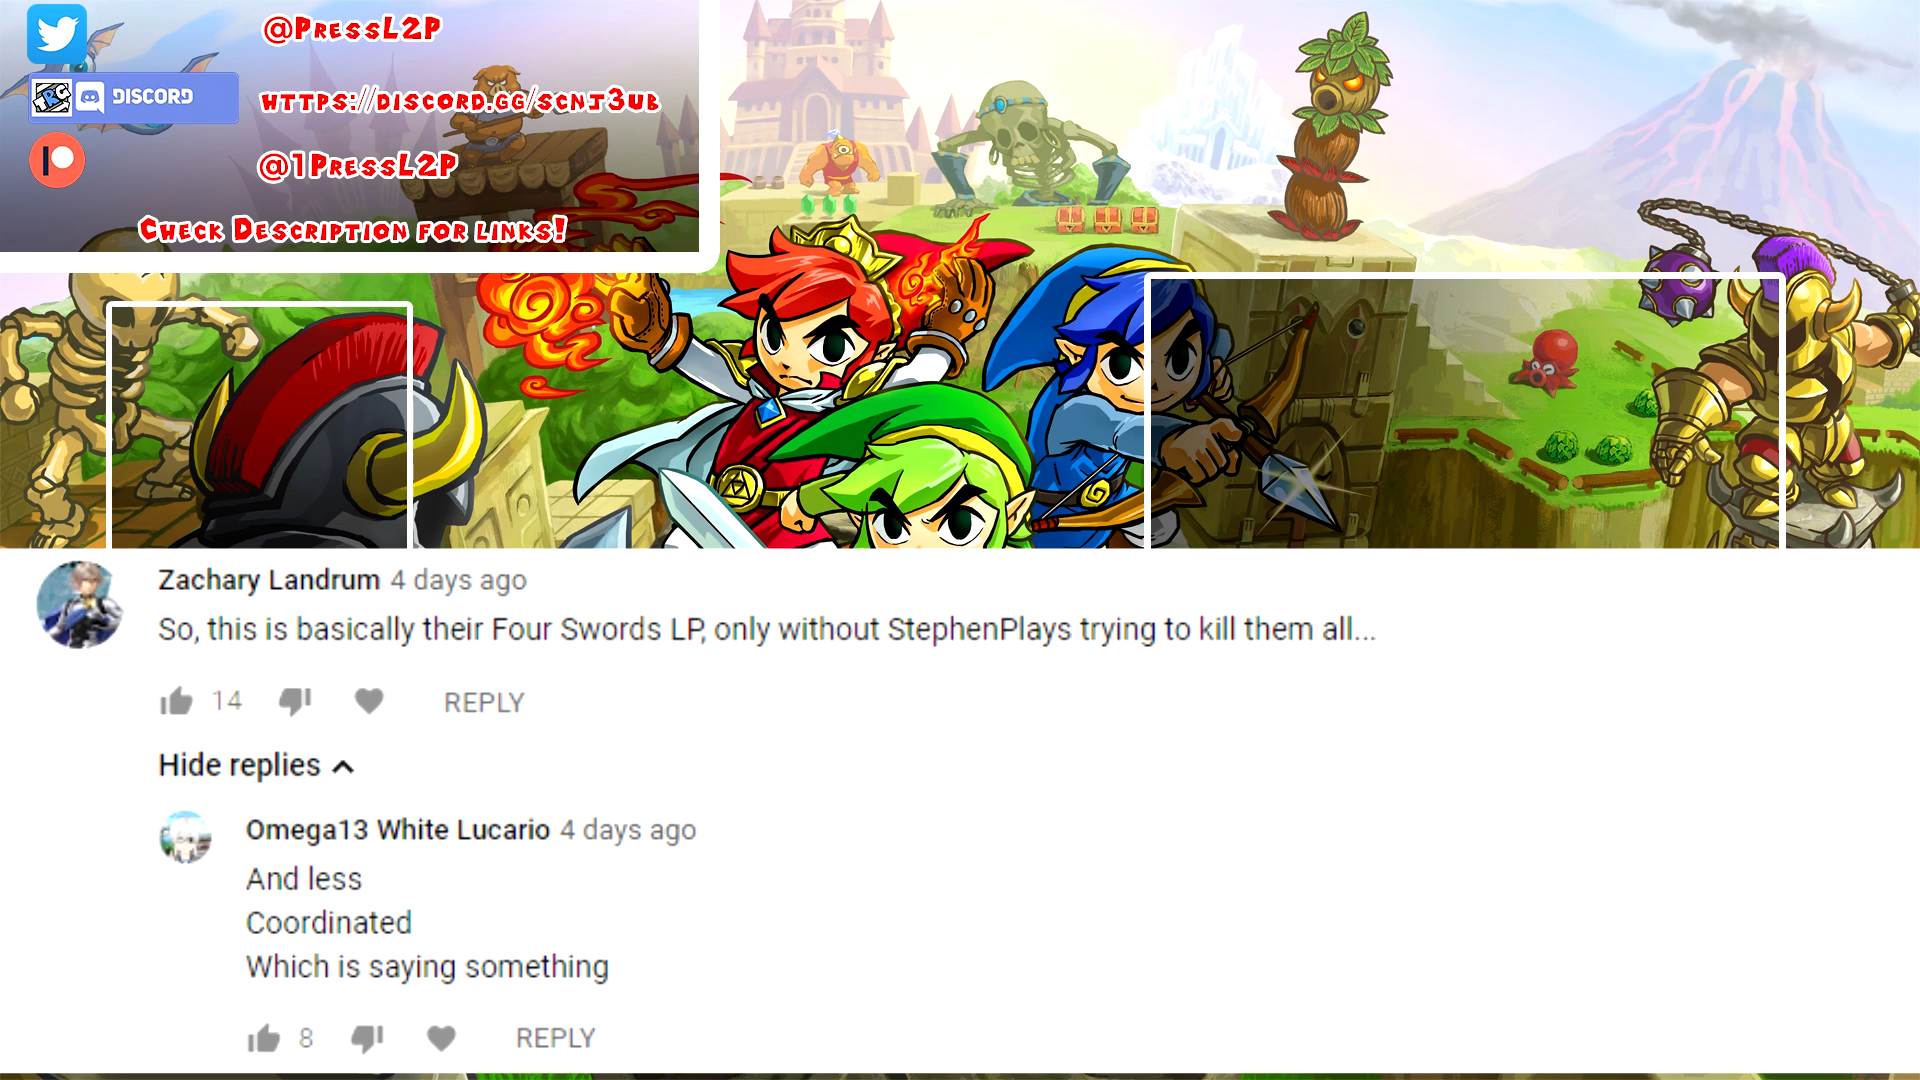 @PressL2P
TRG DISCORD
https://discord.gg/scnj3ub
@1PressL2P
Check Description for links!
Zachary Landrum 4 days ago
So, this is basically their Four Swords LP, only without StephenPlays trying to kill them all...
14 REPLY
Hide replies
Omega13 White Lucario 4 days ago
And less
Coordinated
Which is saying something
8 REPLY